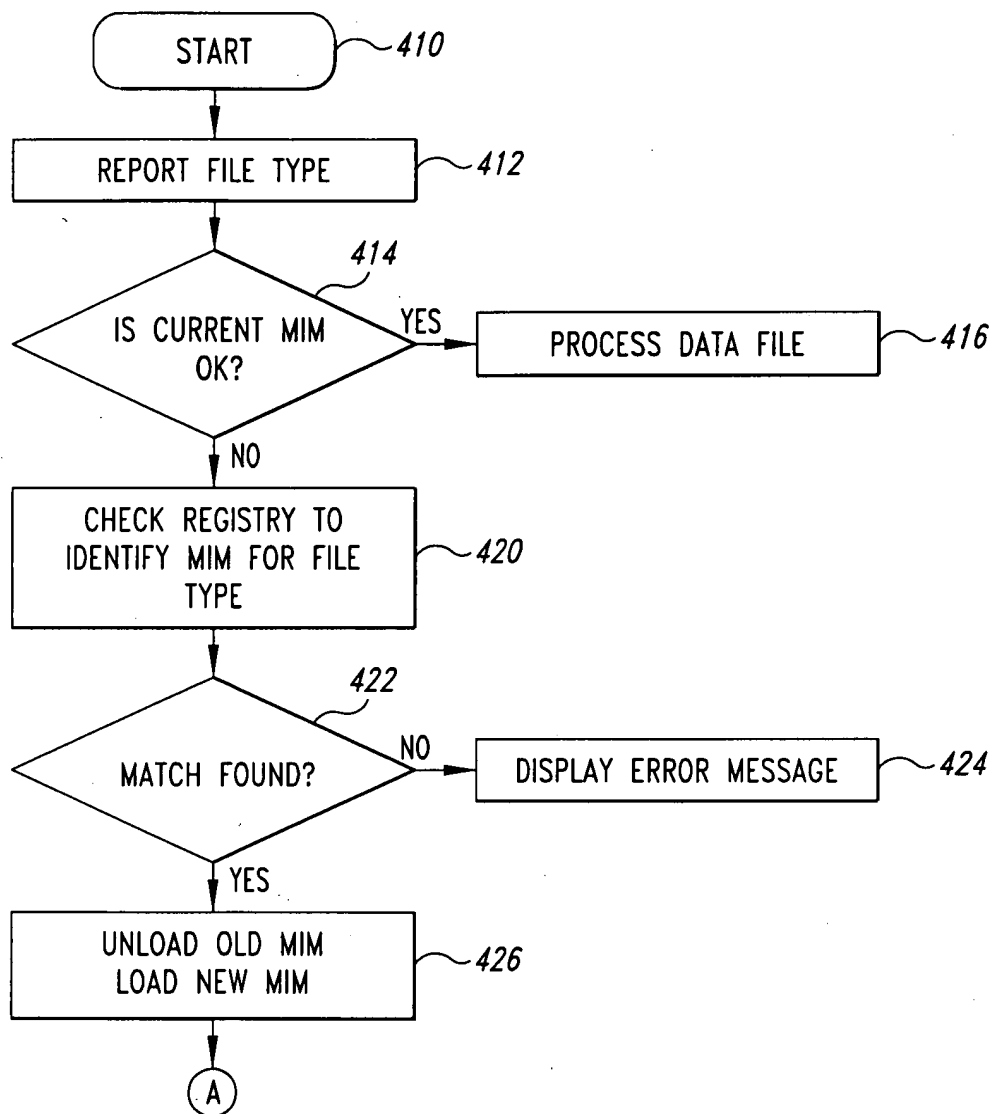 START
410
REPORT FILE TYPE
412
414
IS CURRENT MIM
OK?
YES
PROCESS DATA FILE
416
NO
CHECK REGISTRY TO
IDENTIFY MIM FOR FILE
TYPE
420
422
MATCH FOUND?
NO
DISPLAY ERROR MESSAGE
424
YES
UNLOAD OLD MIM
LOAD NEW MIM
426
A